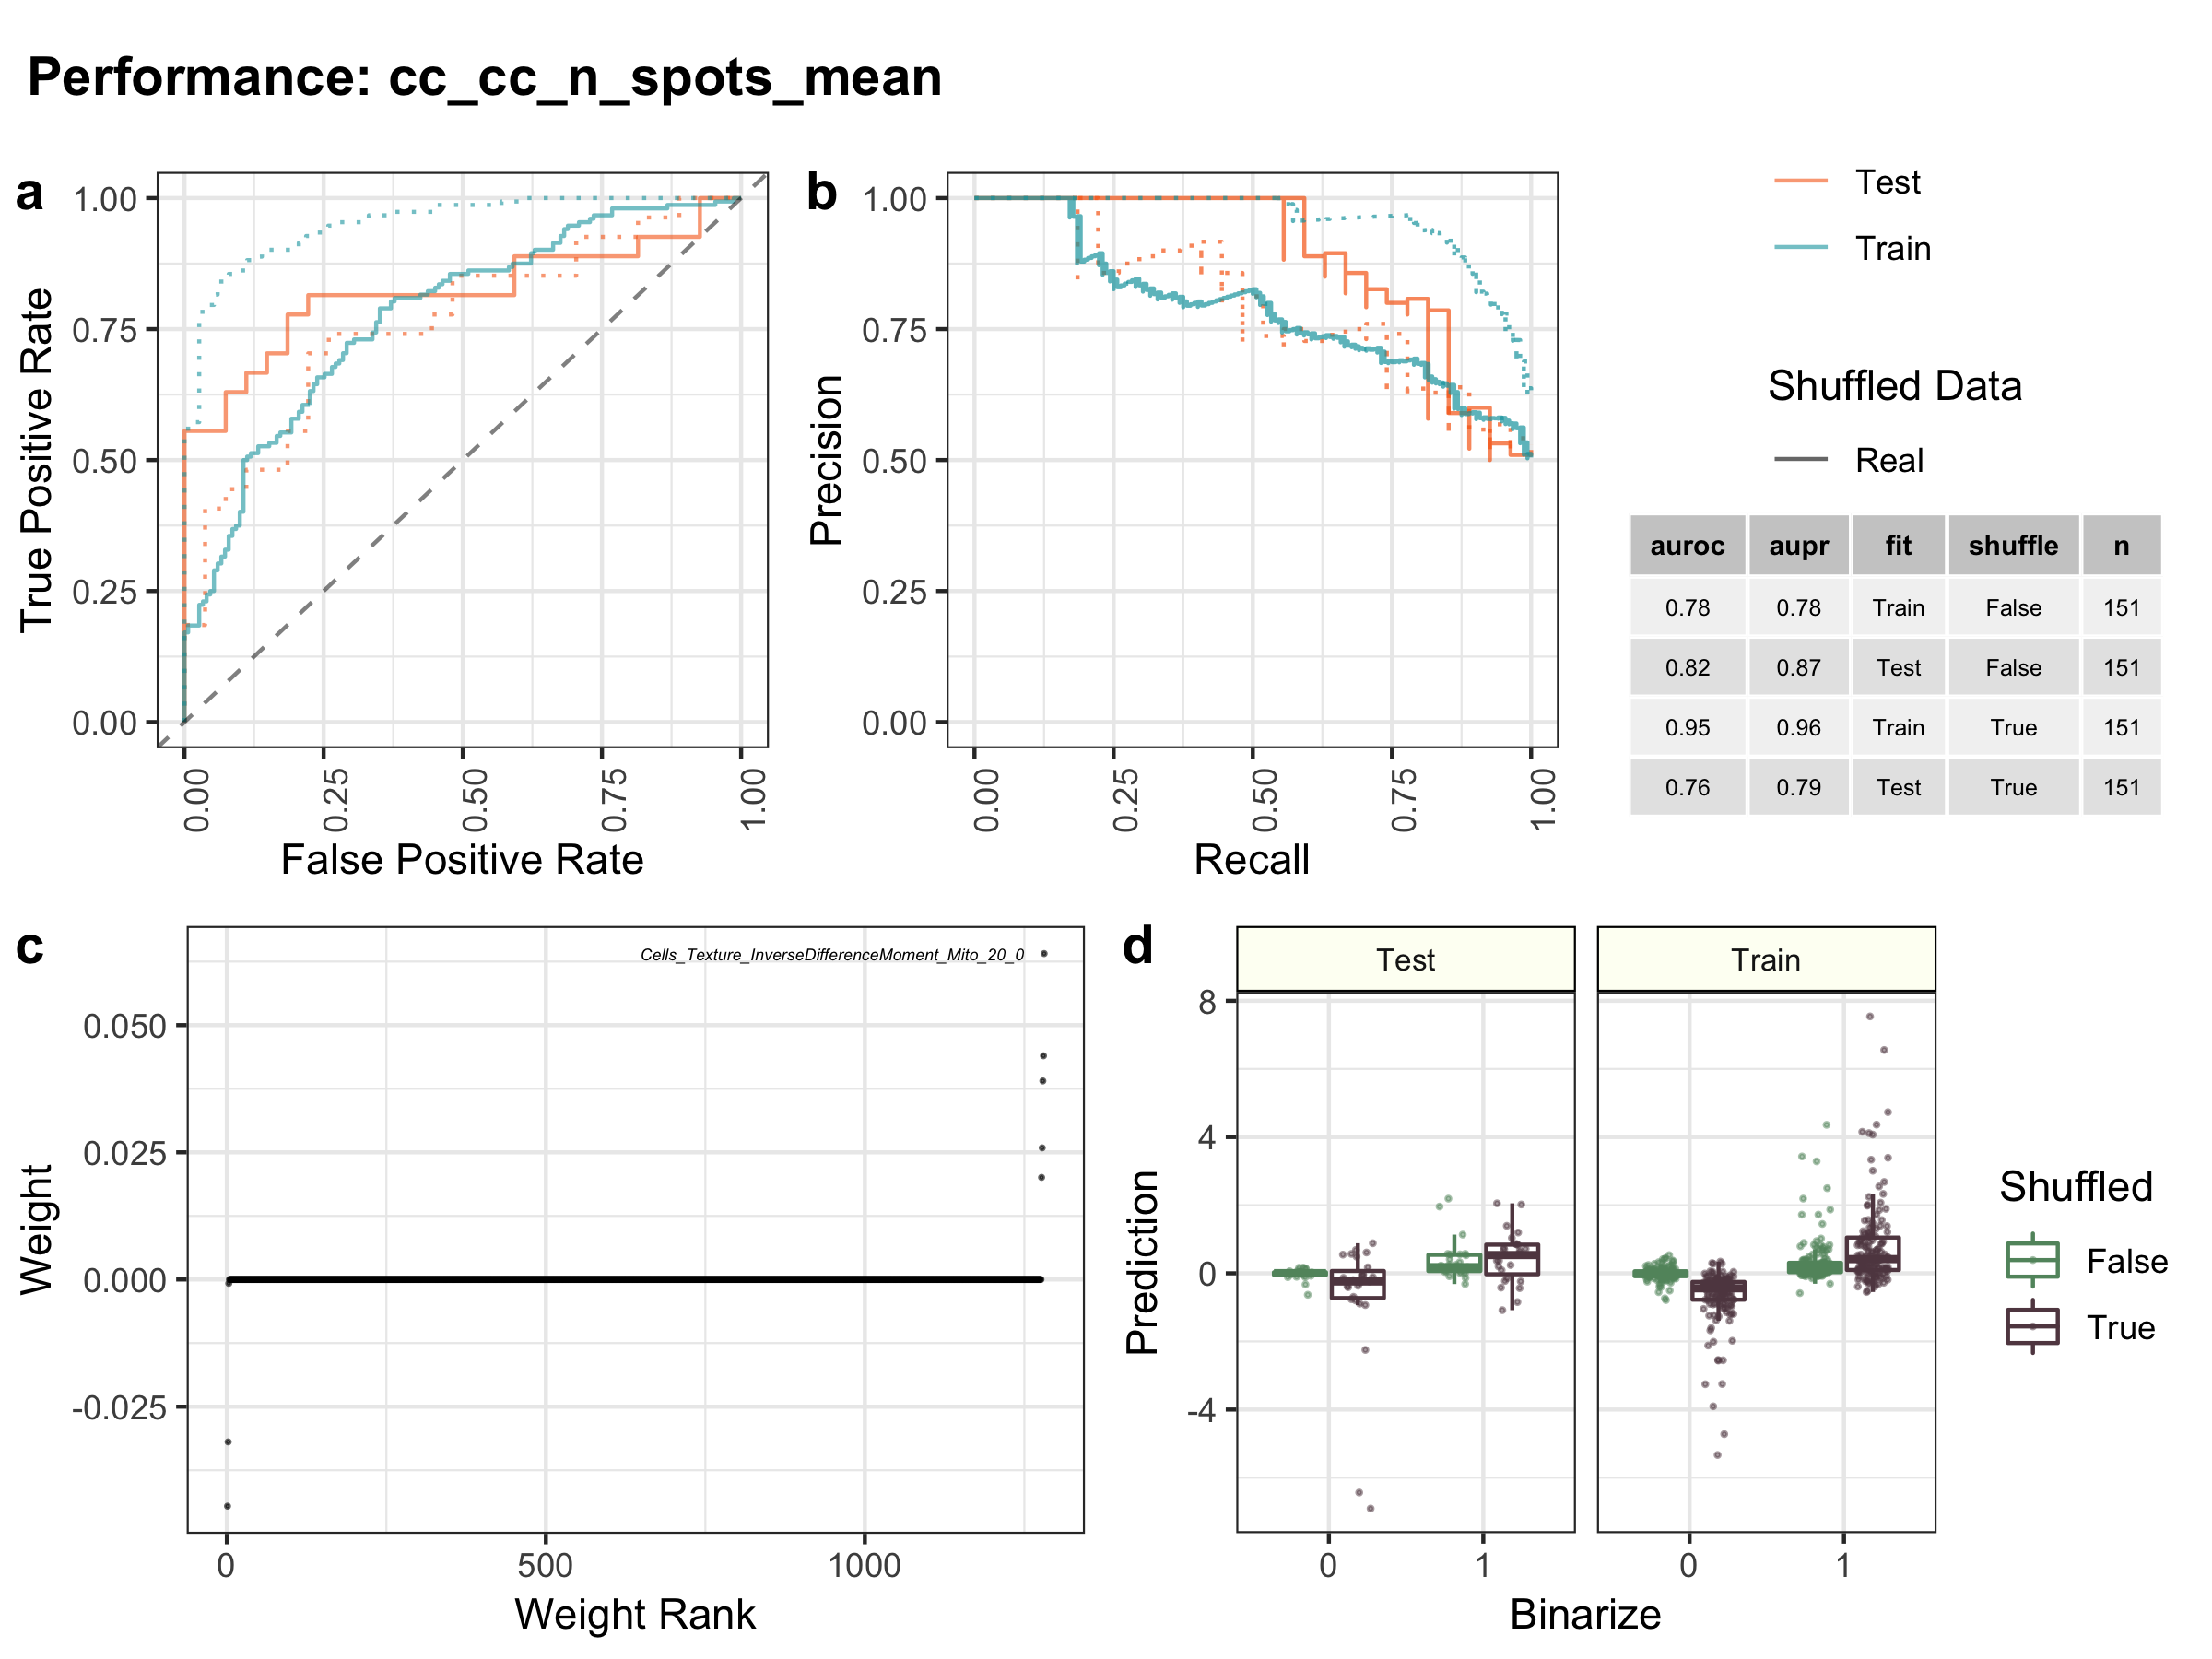 Performance: cc_cc_n_spots_mean
a
1.00
0.75
0.50
0.25
0.00
True Positive Rate
0.00
0.25
0.50
0.75
1.00
False Positive Rate
b
1.00
0.75
0.50
0.25
0.00
Precision
0.00
0.25
0.50
0.75
1.00
Recall
Test
Train
Shuffled Data
Real
auroc aupr fit shuffle n
0.78 0.78 Train False 151
0.82 0.87 Test False 151
0.95 0.96 Train True 151
0.76 0.79 Test True 151
c
Cells_Texture_InverseDifferenceMoment_Mito_20_0
0.050
0.025
0.000
-0.025
Weight
0
500
1000
Weight Rank
d
Test
Train
8
4
0
-4
Prediction
0
1
0
1
Binarize
Shuffled
False
True